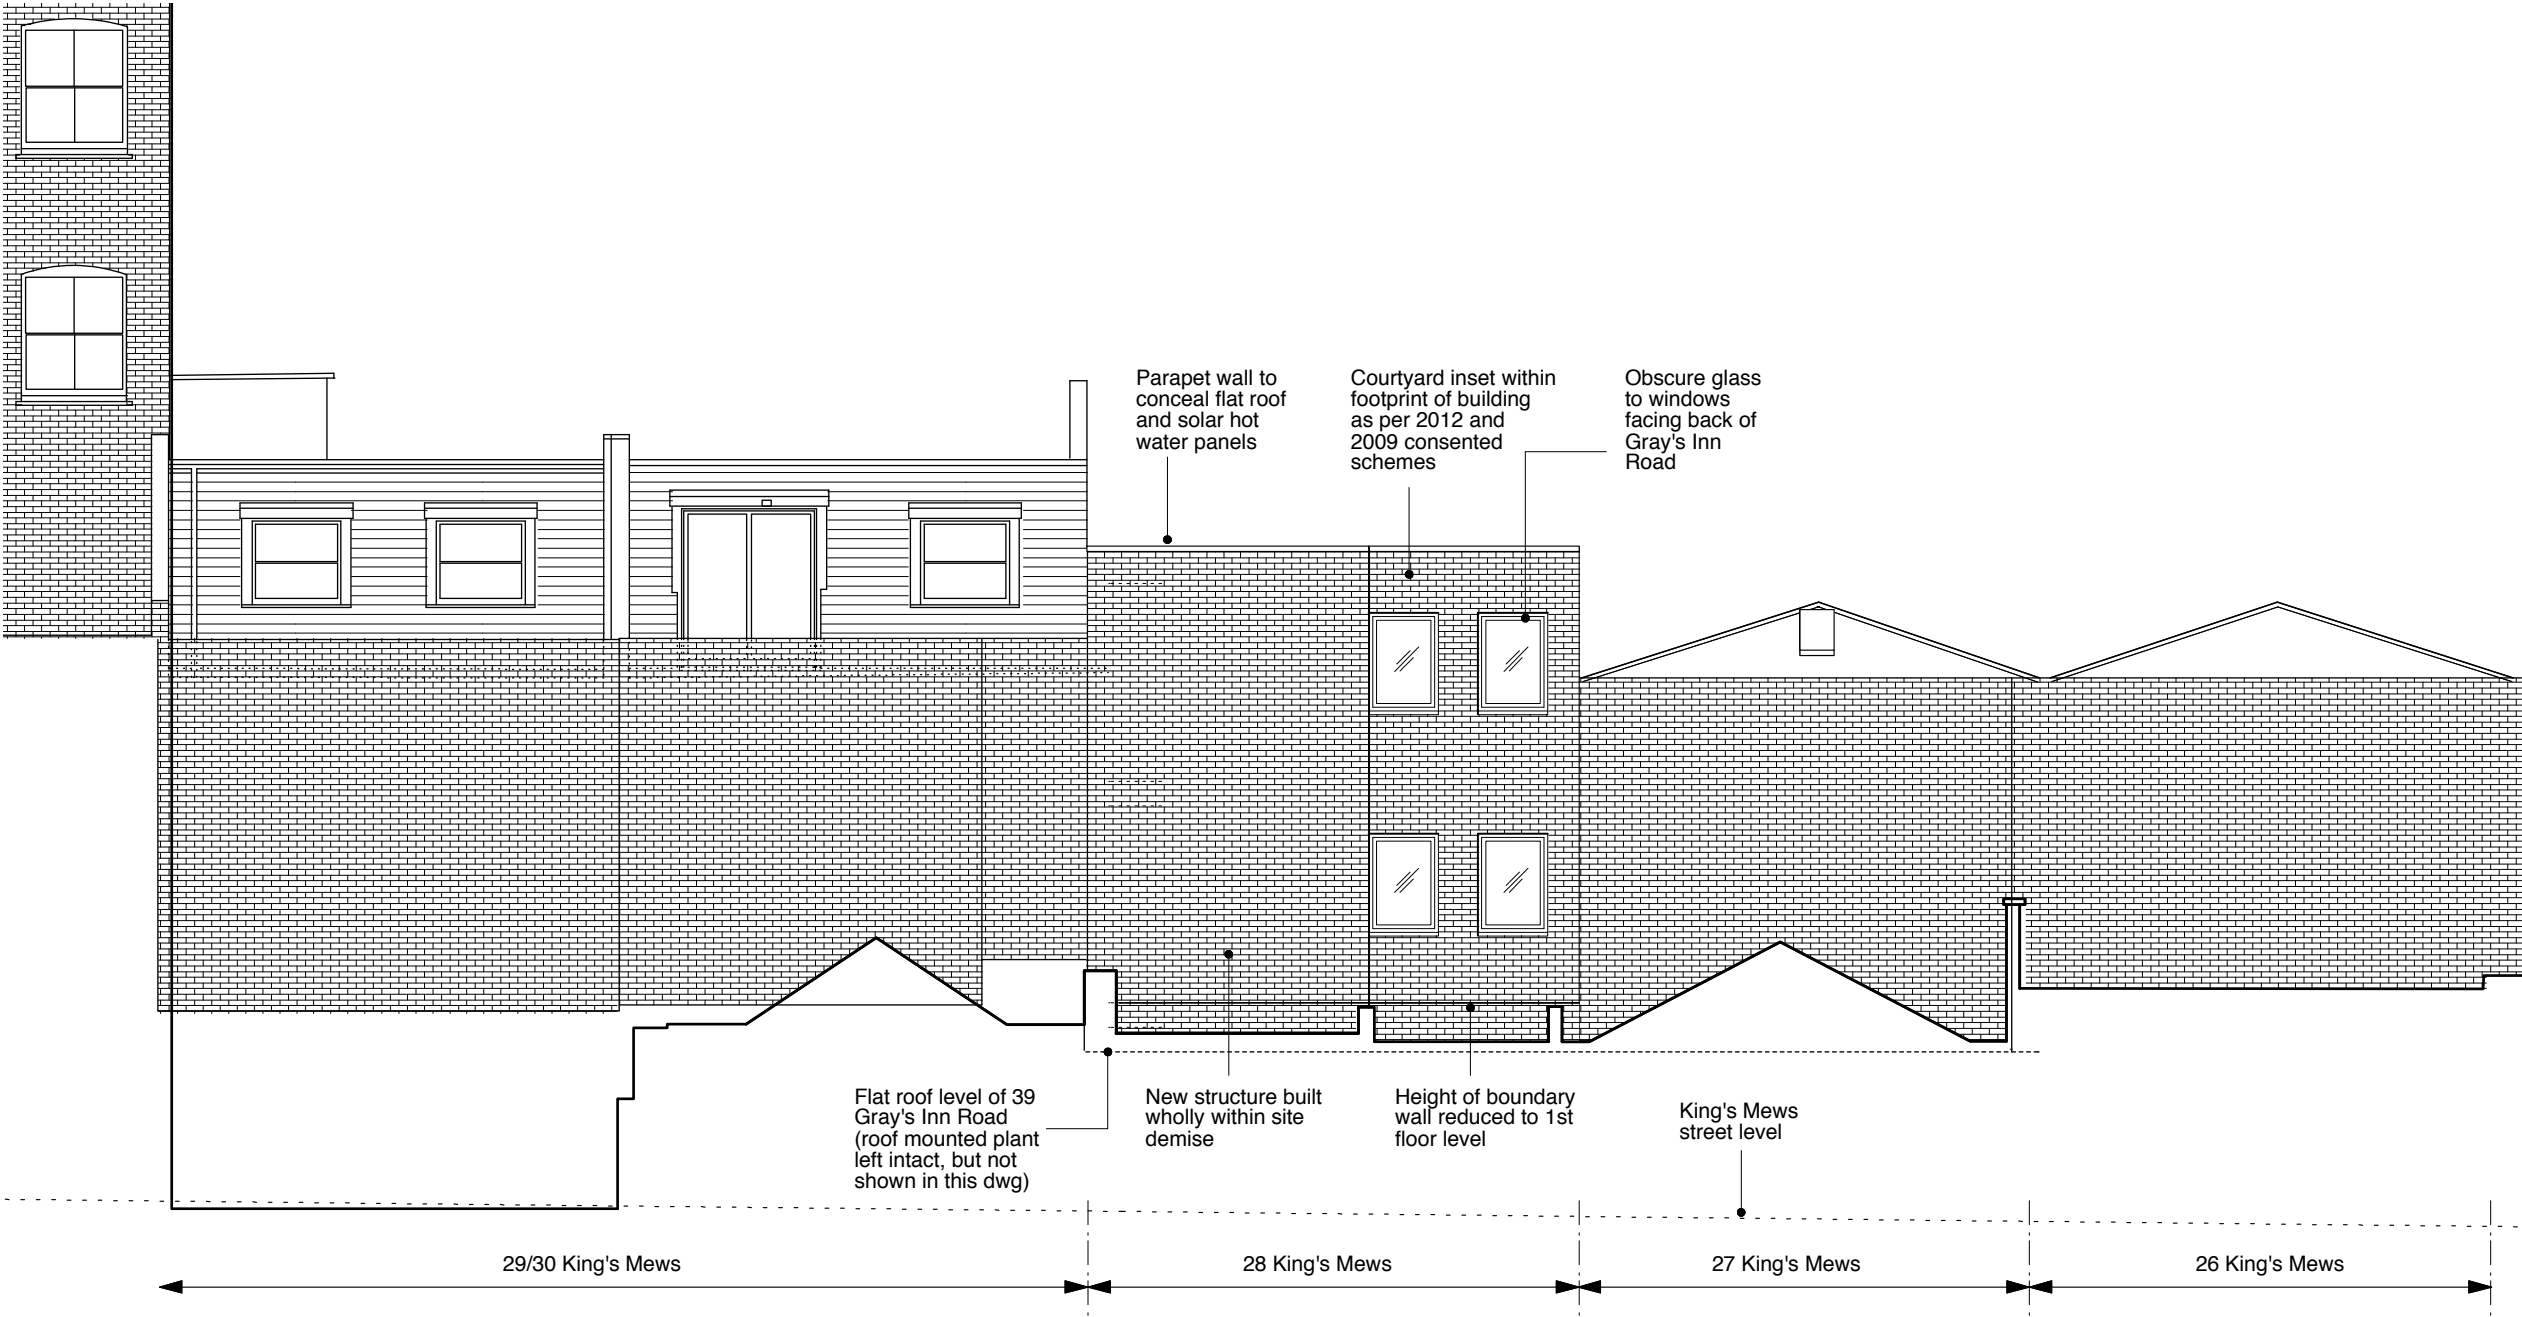 Parapet wall to
conceal flat roof
and solar hot
water panels
Courtyard inset within
footprint of building
as per 2012 and
2009 consented
schemes
Obscure glass
to windows
facing back of
Gray's Inn
Road
Flat roof level of 39
Gray's Inn Road
(roof mounted plant
left intact, but not
shown in this dwg)
New structure built
wholly within site
demise
Height of boundary
wall reduced to 1st
floor level
King's Mews
street level
29/30 King's Mews
28 King's Mews
27 King's Mews
26 King's Mews